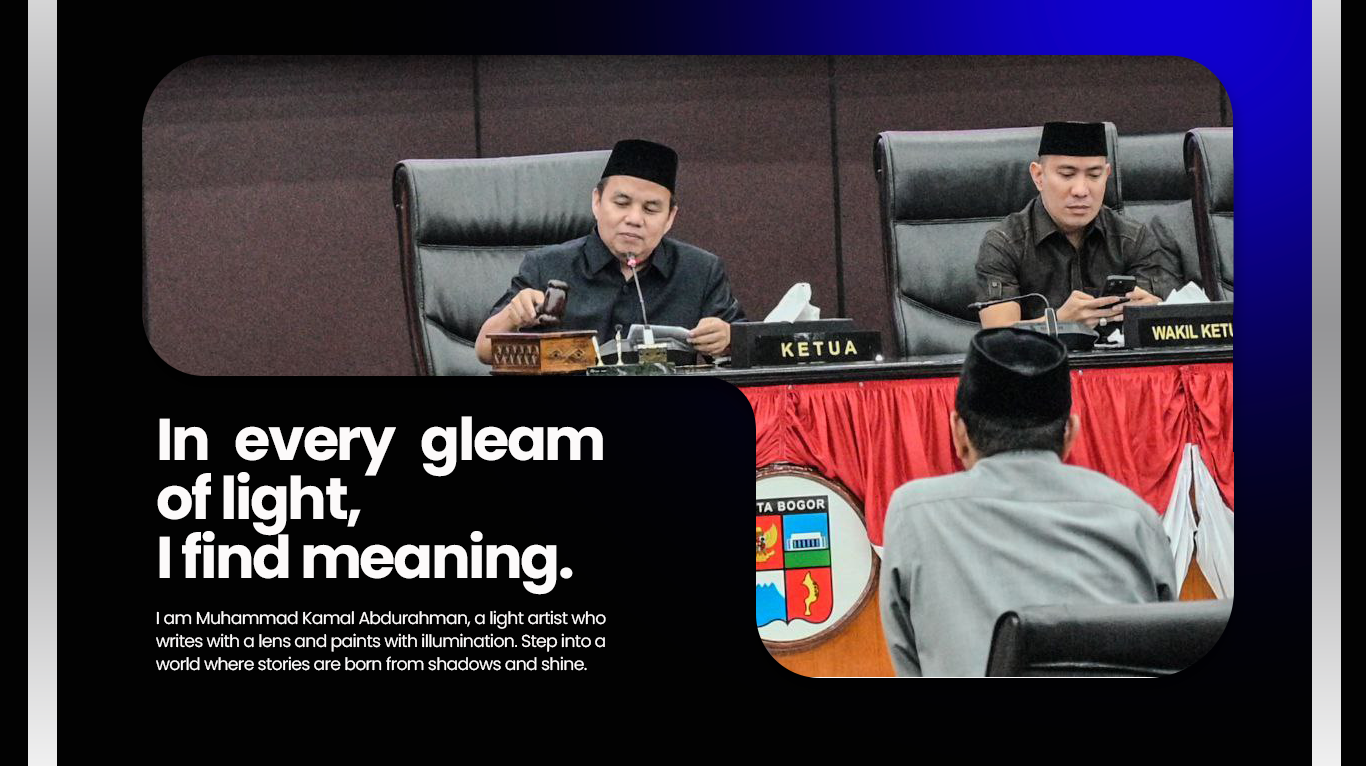 KETUA
WAKIL KETU
TA BOGOR
In every gleam
of light,
I find meaning.
I am Muhammad Kamal Abdurahman, a light artist who
writes with a lens and paints with illumination. Step into a
world where stories are born from shadows and shine.